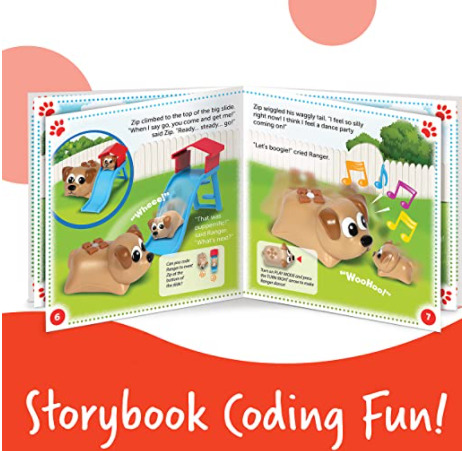 Zip climbed to the top of the big slide.
"When I say go, you come and get me!"
said Zip. "Ready... steady... go!"
"Wheee!"
"That was
pupperrific!"
said Ranger.
"What's next?"
Can you code
Ranger to meet
Zip at the
bottom of
the slide?
6
Zip wiggled his waggly tail. "I feel so silly
right now! I think I feel a dance party
coming on!"
"Let's boogie!" cried Ranger.
Turn on PLAY MODE and press
the TURN RIGHT arrow to make
Ranger dance!
"WooHoo!"
7
Storybook Coding Fun!